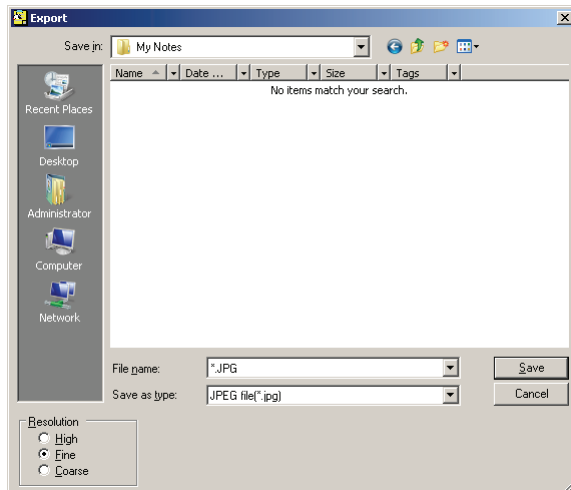 Export
Save in: My Notes
Name Date ... Type Size Tags
No items match your search.
Recent Places
Desktop
Administrator
Computer
Network
File name: *.JPG Save
Save as type: JPEG file(*.jpg) Cancel
Resolution
High
Fine
Coarse